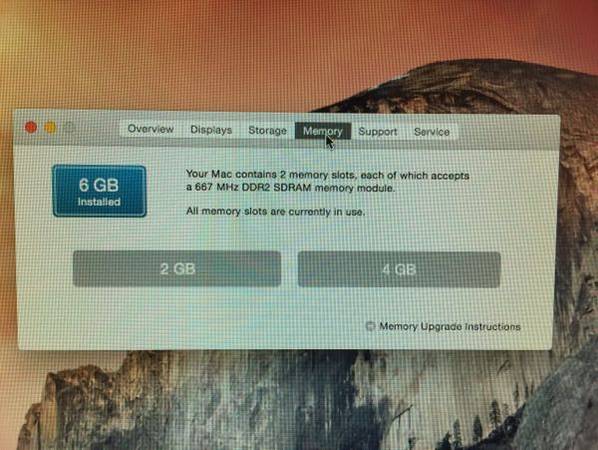 Overview Displays Storage Memory Support Service
6 GB
Installed
Your Mac contains 2 memory slots, each of which accepts
a 667 MHz DDR2 SDRAM memory module.
All memory slots are currently in use.
2 GB 4 GB
Memory Upgrade Instructions